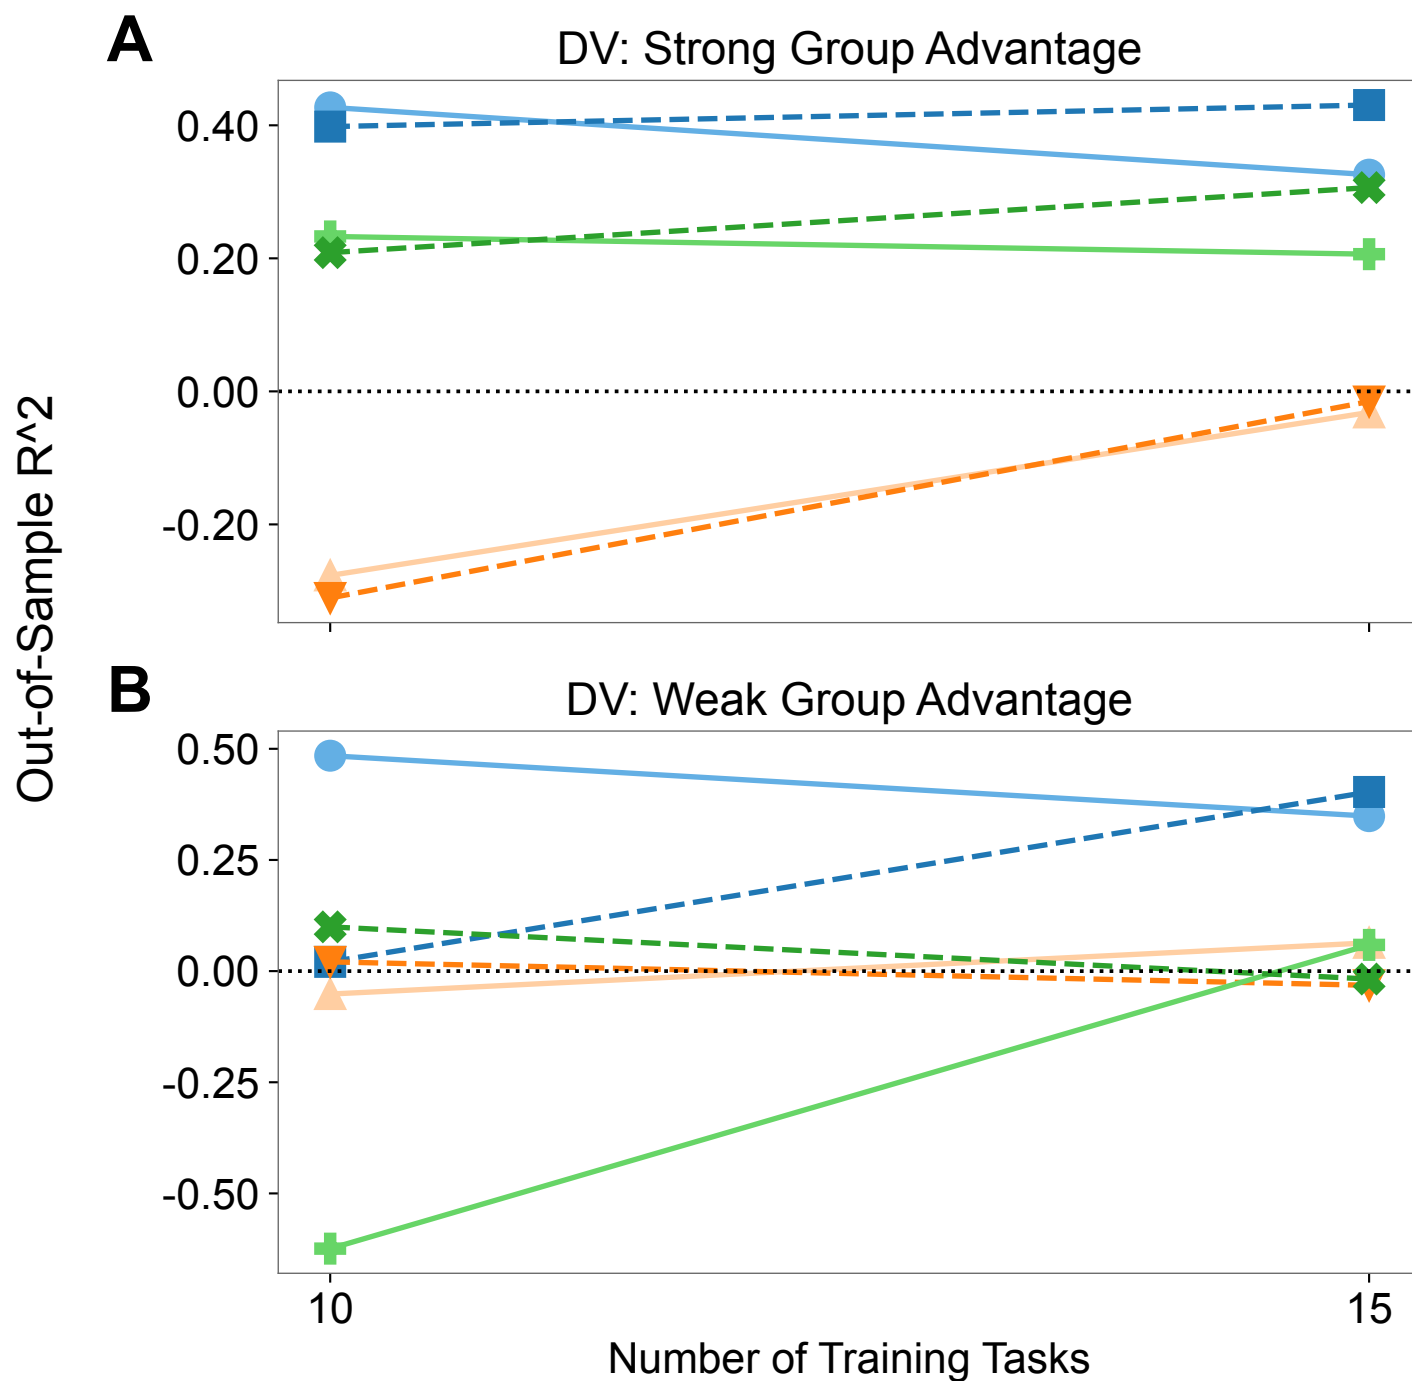 A
DV: Strong Group Advantage
0.40
0.20
0.00
-0.20
Out-of-Sample R^2
B
DV: Weak Group Advantage
0.50
0.25
0.00
-0.25
-0.50
10
15
Number of Training Tasks